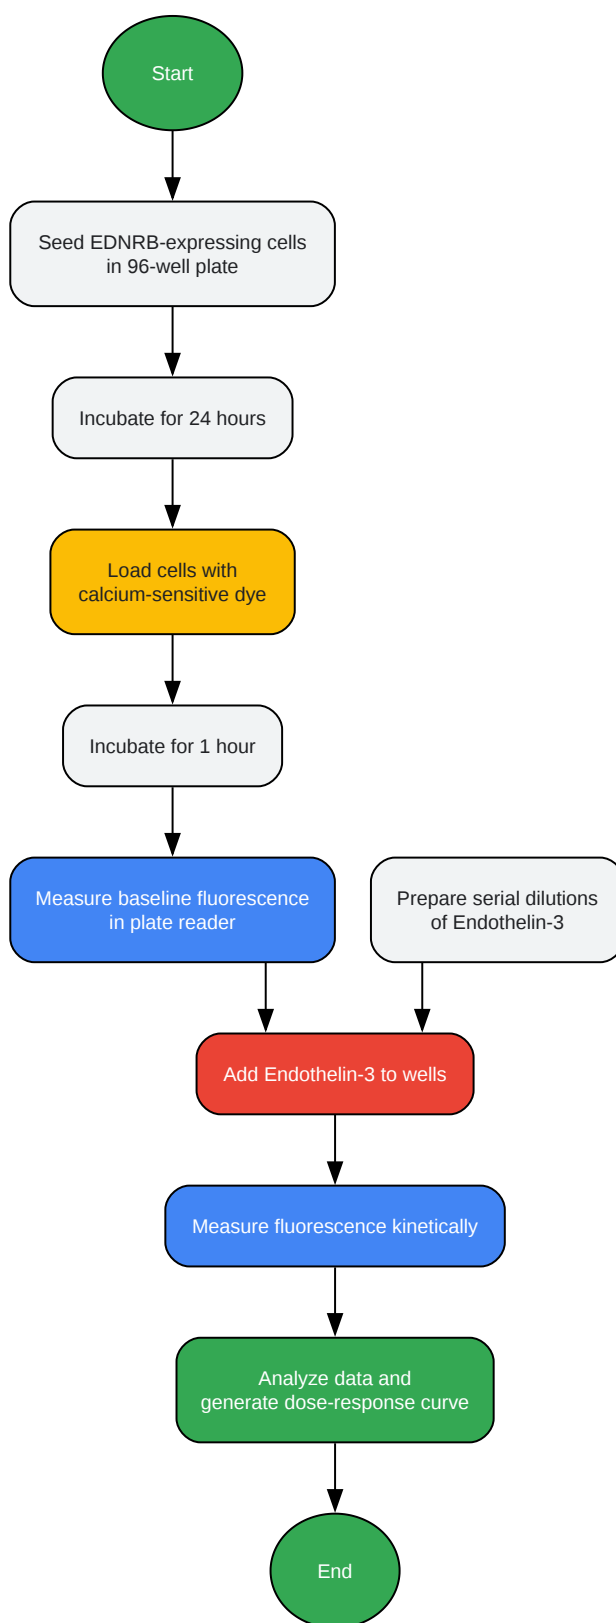 Start
Seed EDNRB-expressing cells
in 96-well plate
Incubate for 24 hours
Load cells with
calcium-sensitive dye
Incubate for 1 hour
Measure baseline fluorescence
in plate reader
Prepare serial dilutions
of Endothelin-3
Add Endothelin-3 to wells
Measure fluorescence kinetically
Analyze data and
generate dose-response curve
End